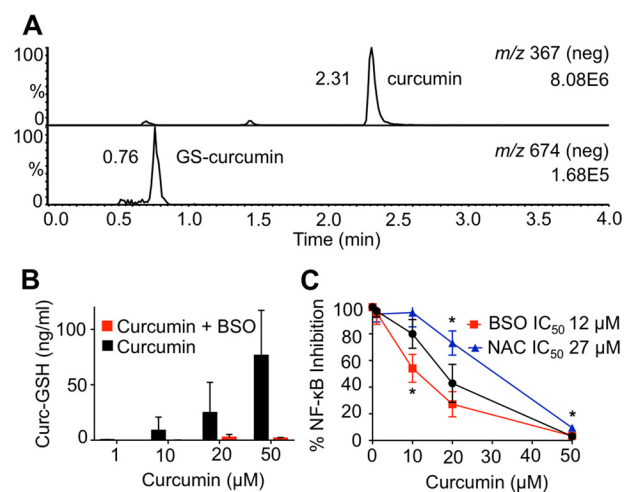 A
100
%
0
2.31 curcumin
m/z 367 (neg)
8.08E6
100
%
0
0.76 GS-curcumin
m/z 674 (neg)
1.68E5
0.0 0.5 1.0 1.5 2.0 2.5 3.0 3.5 4.0
Time (min)
B
Curc-GSH (ng/ml)
100
50
0
Curcumin + BSO
Curcumin
1 10 20 50
Curcumin (µM)
C
% NF-κB Inhibition
100
80
60
40
20
0
BSO IC50 12 µM
NAC IC50 27 µM
*
*
*
0 10 20 30 40 50
Curcumin (µM)